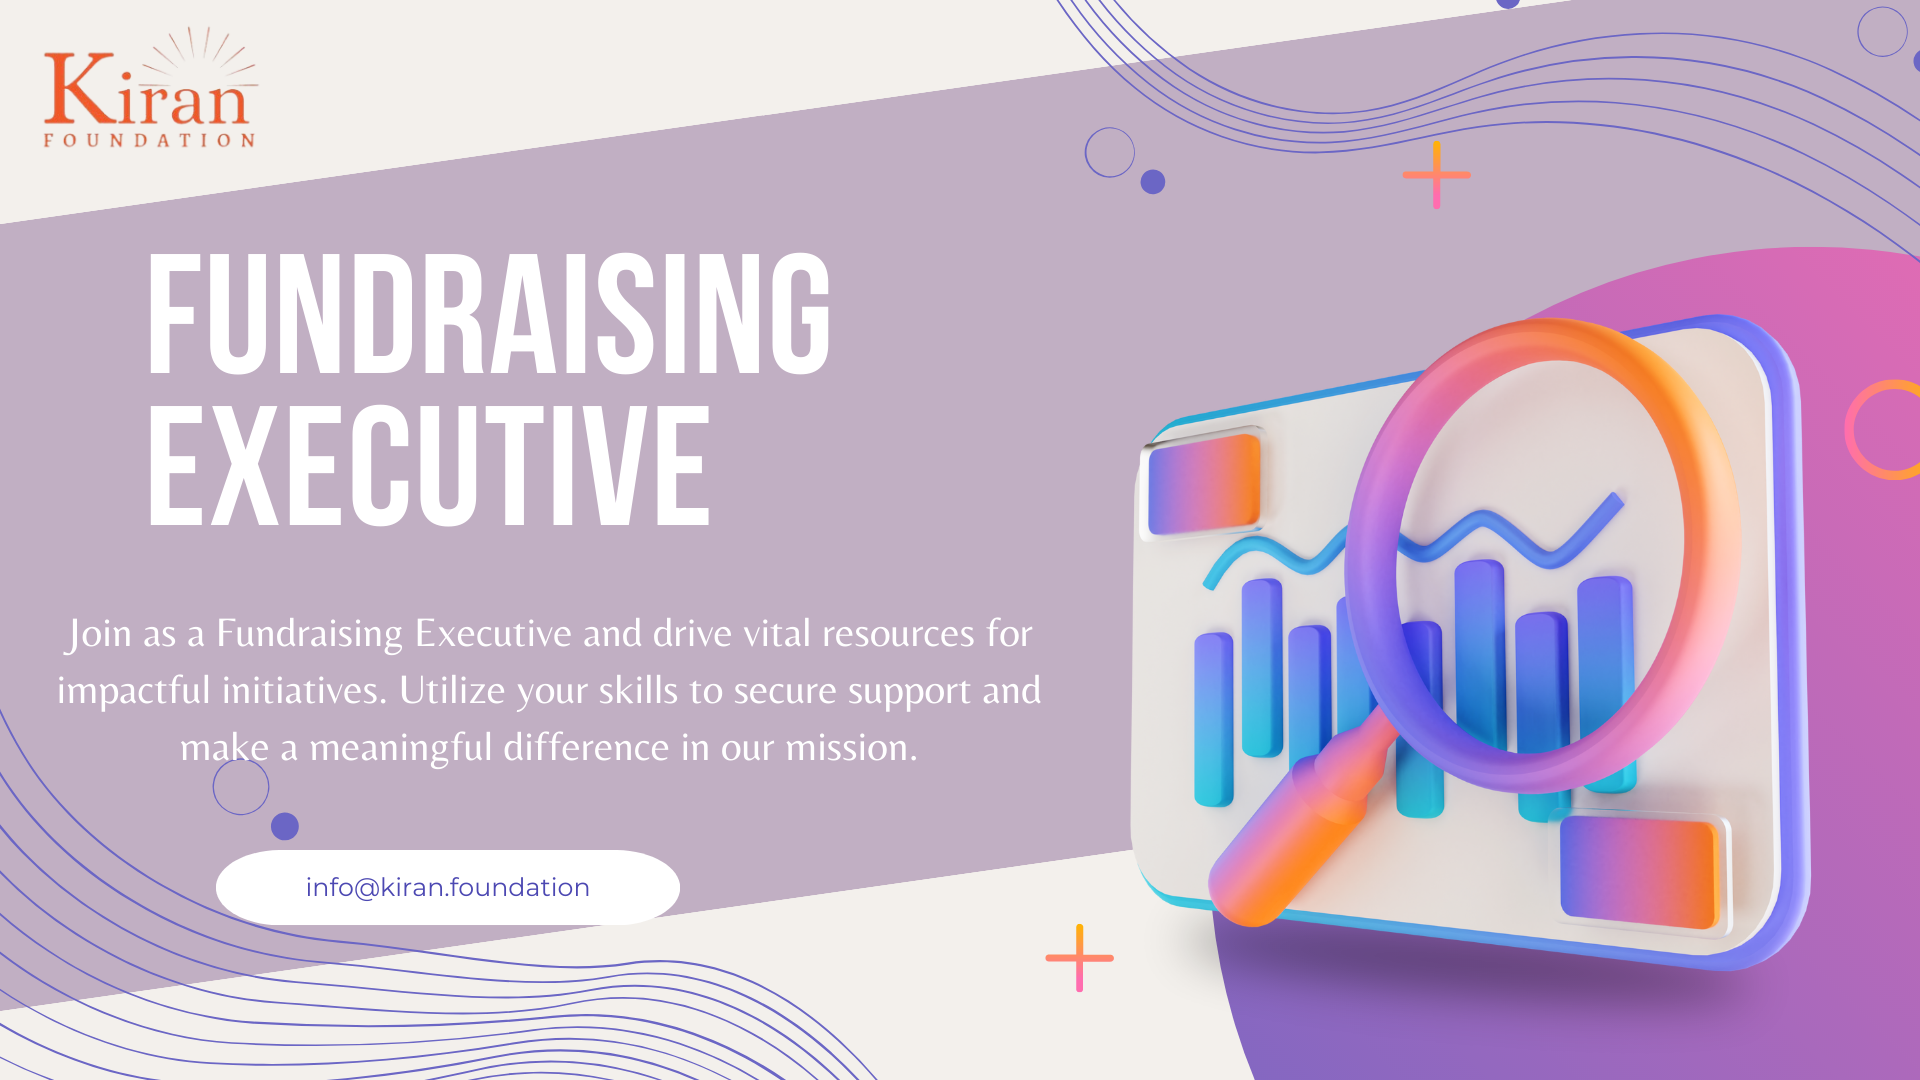 Kiran
FOUNDATION
FUNDRAISING
EXECUTIVE
Join as a Fundraising Executive and drive vital resources for
impactful initiatives. Utilize your skills to secure support and
make a meaningful difference in our mission.
info@kiran.foundation